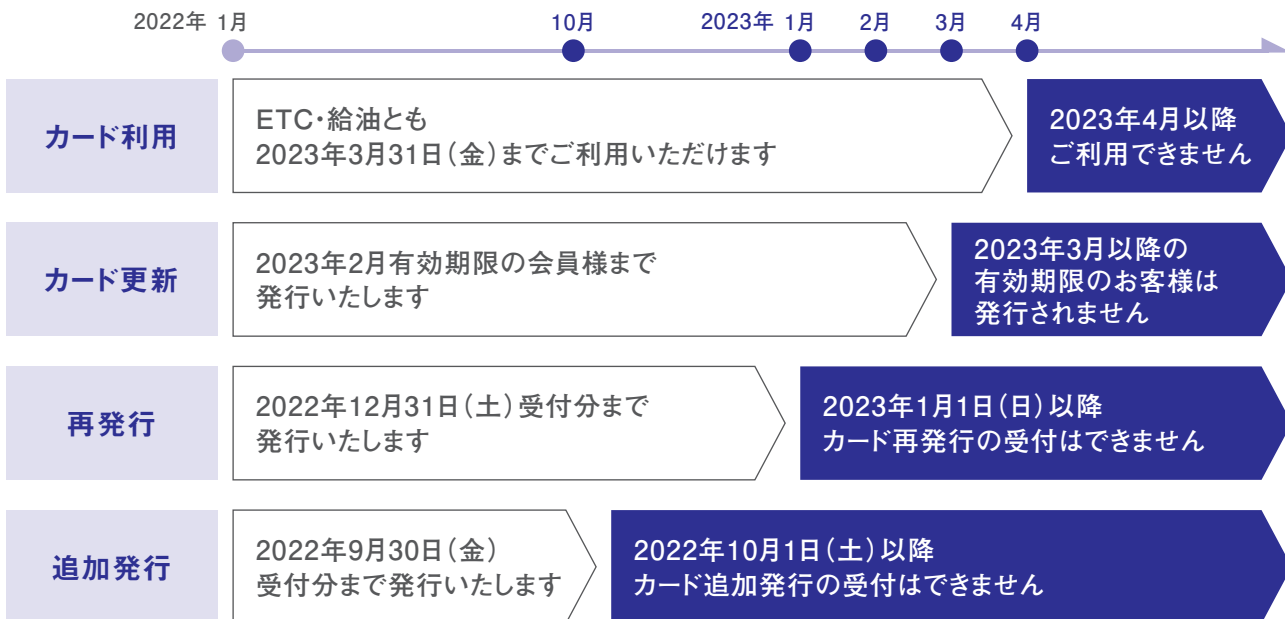 2022年 1月 10月 2023年 1月 2月 3月 4月
カード利用
ETC・給油とも
2023年3月31日(金)までご利用いただけます
2023年4月以降
ご利用できません
カード更新
2023年2月有効期限の会員様まで
発行いたします
2023年3月以降の
有効期限のお客様は
発行されません
再発行
2022年12月31日(土)受付分まで
発行いたします
2023年1月1日(日)以降
カード再発行の受付はできません
追加発行
2022年9月30日(金)
受付分まで発行いたします
2022年10月1日(土)以降
カード追加発行の受付はできません